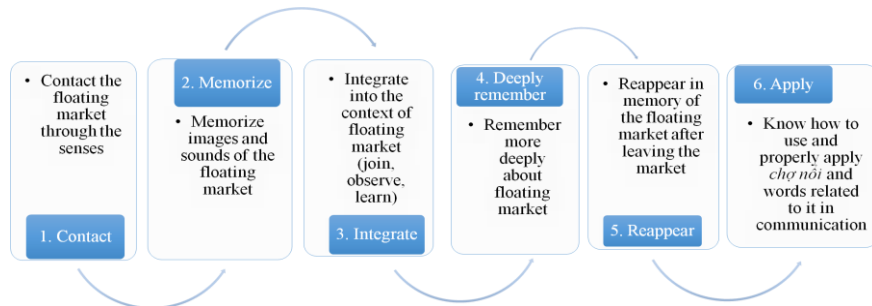 • Contact the
floating
market
through the
senses
1. Contact
2. Memorize
• Memorize
images and
sounds of the
floating
market
• Integrate
into the
context of
floating
market
(join,
observe,
learn)
3. Integrate
4. Deeply
remember
• Remember
more
deeply
about
floating
market
• Reappear in
memory of
the floating
market after
leaving the
market
5. Reappear
6. Apply
• Know how to
use and
properly apply
chợ nổi and
words related
to it in
communication